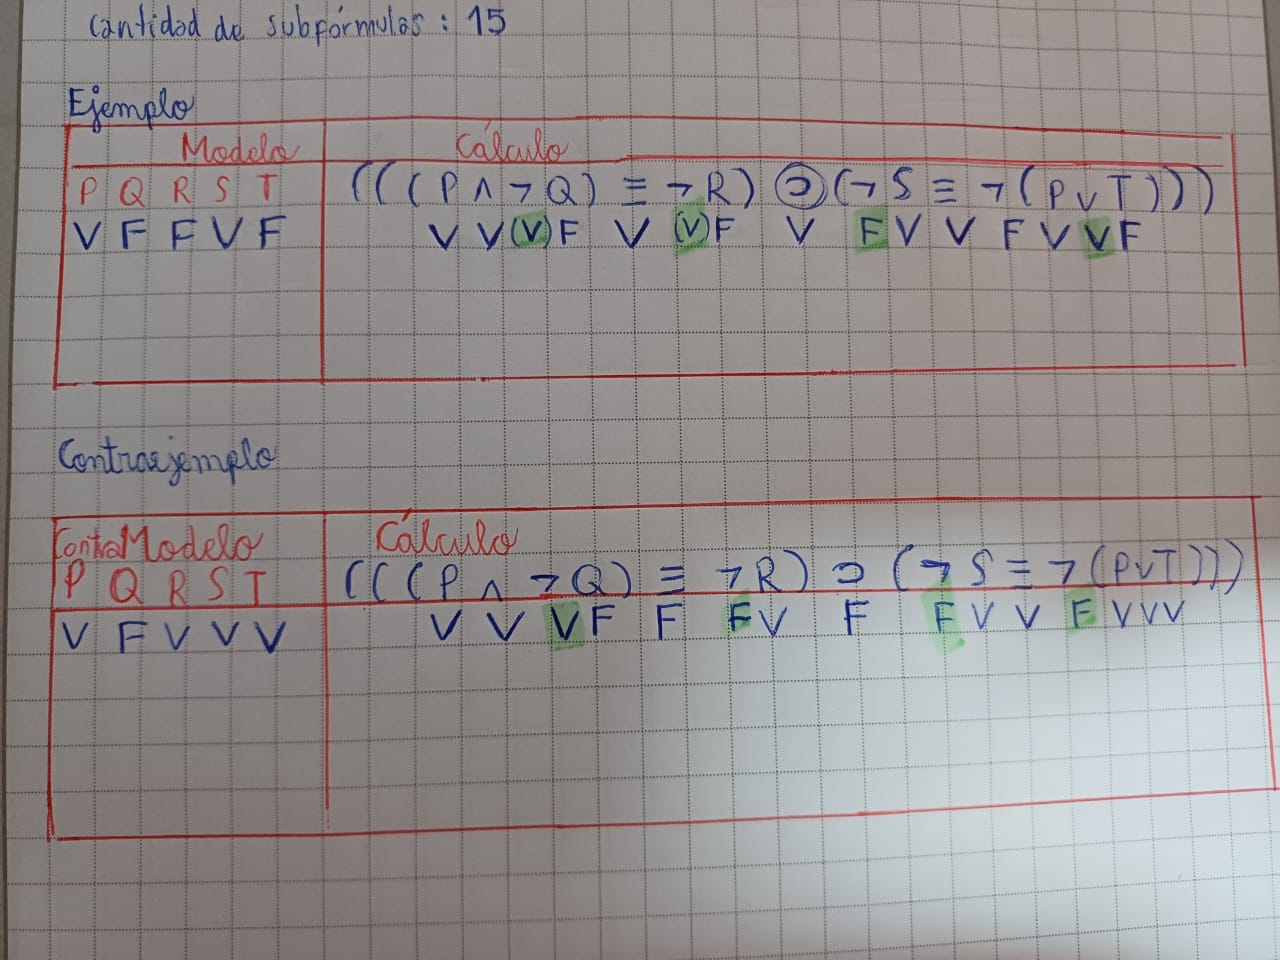 Cantidad de subfórmulas: 15
Ejemplo
Modelo Cálculo
P Q R S T (((P ∧ ¬Q) ≡ ¬R) ⊃ (¬S ≡ ¬(P∨T)))
V F F V F V V (V) F V (V) F V F V V F V V F
Contraejemplo
ContraModelo Cálculo
P Q R S T (((P ∧ ¬Q) ≡ ¬R) ⊃ (¬S ≡ ¬(P∨T)))
V F V V V V V V F F F V F F V V F V V V